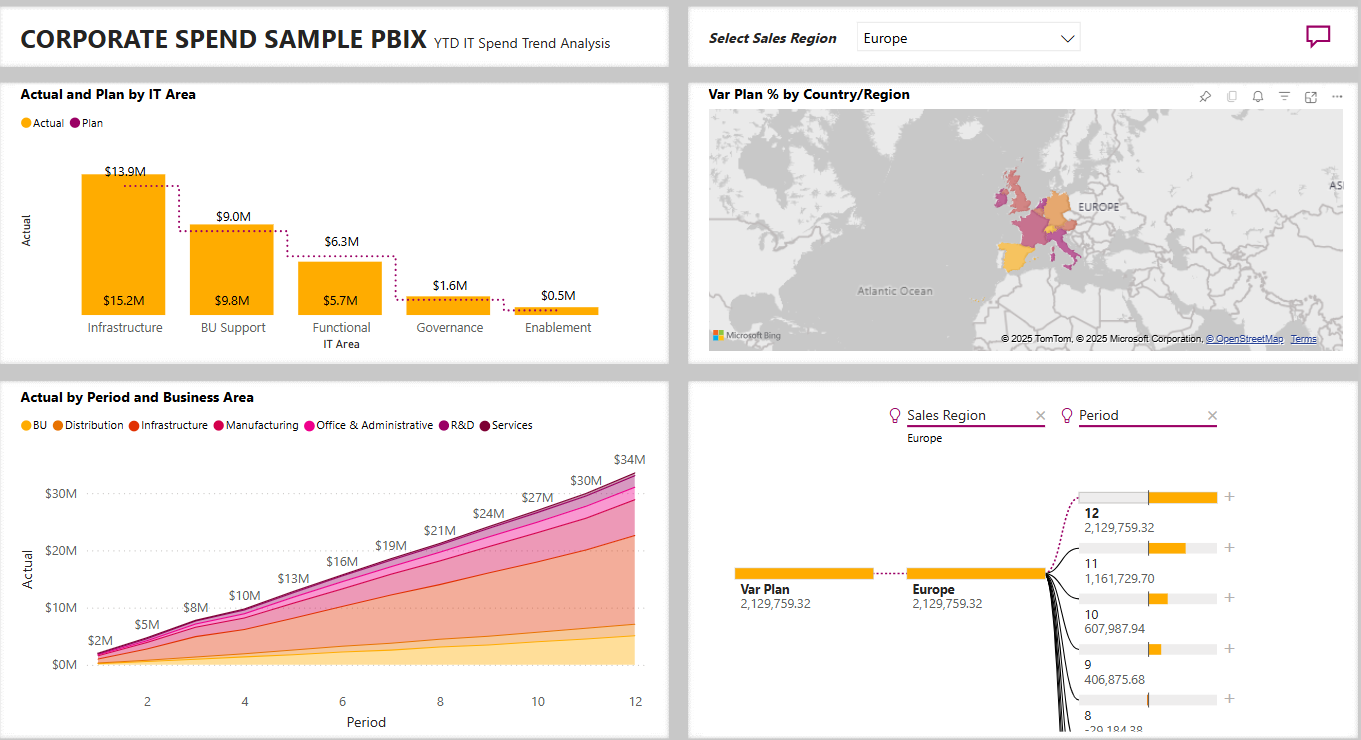 CORPORATE SPEND SAMPLE PBIX YTD IT Spend Trend Analysis
Select Sales Region Europe
Actual and Plan by IT Area
Actual Plan
$13.9M
$9.0M
$6.3M
$1.6M
$0.5M
$15.2M $9.8M $5.7M
Actual
Infrastructure BU Support Functional Governance Enablement
IT Area
Var Plan % by Country/Region
AS
EUROPE
Atlantic Ocean
Microsoft Bing
© 2025 TomTom, © 2025 Microsoft Corporation, © OpenStreetMap Terms
Actual by Period and Business Area
BU Distribution Infrastructure Manufacturing Office & Administrative R&D Services
$34M
$30M
$27M
$24M
$21M
$19M
$16M
$13M
$10M
$8M
$5M
$2M
$30M
$20M
$10M
$0M
Actual
2 4 6 8 10 12
Period
Sales Region Period
Europe
Var Plan
2,129,759.32
Europe
2,129,759.32
12
2,129,759.32
11
1,161,729.70
10
607,987.94
9
406,875.68
8
-29,184.38